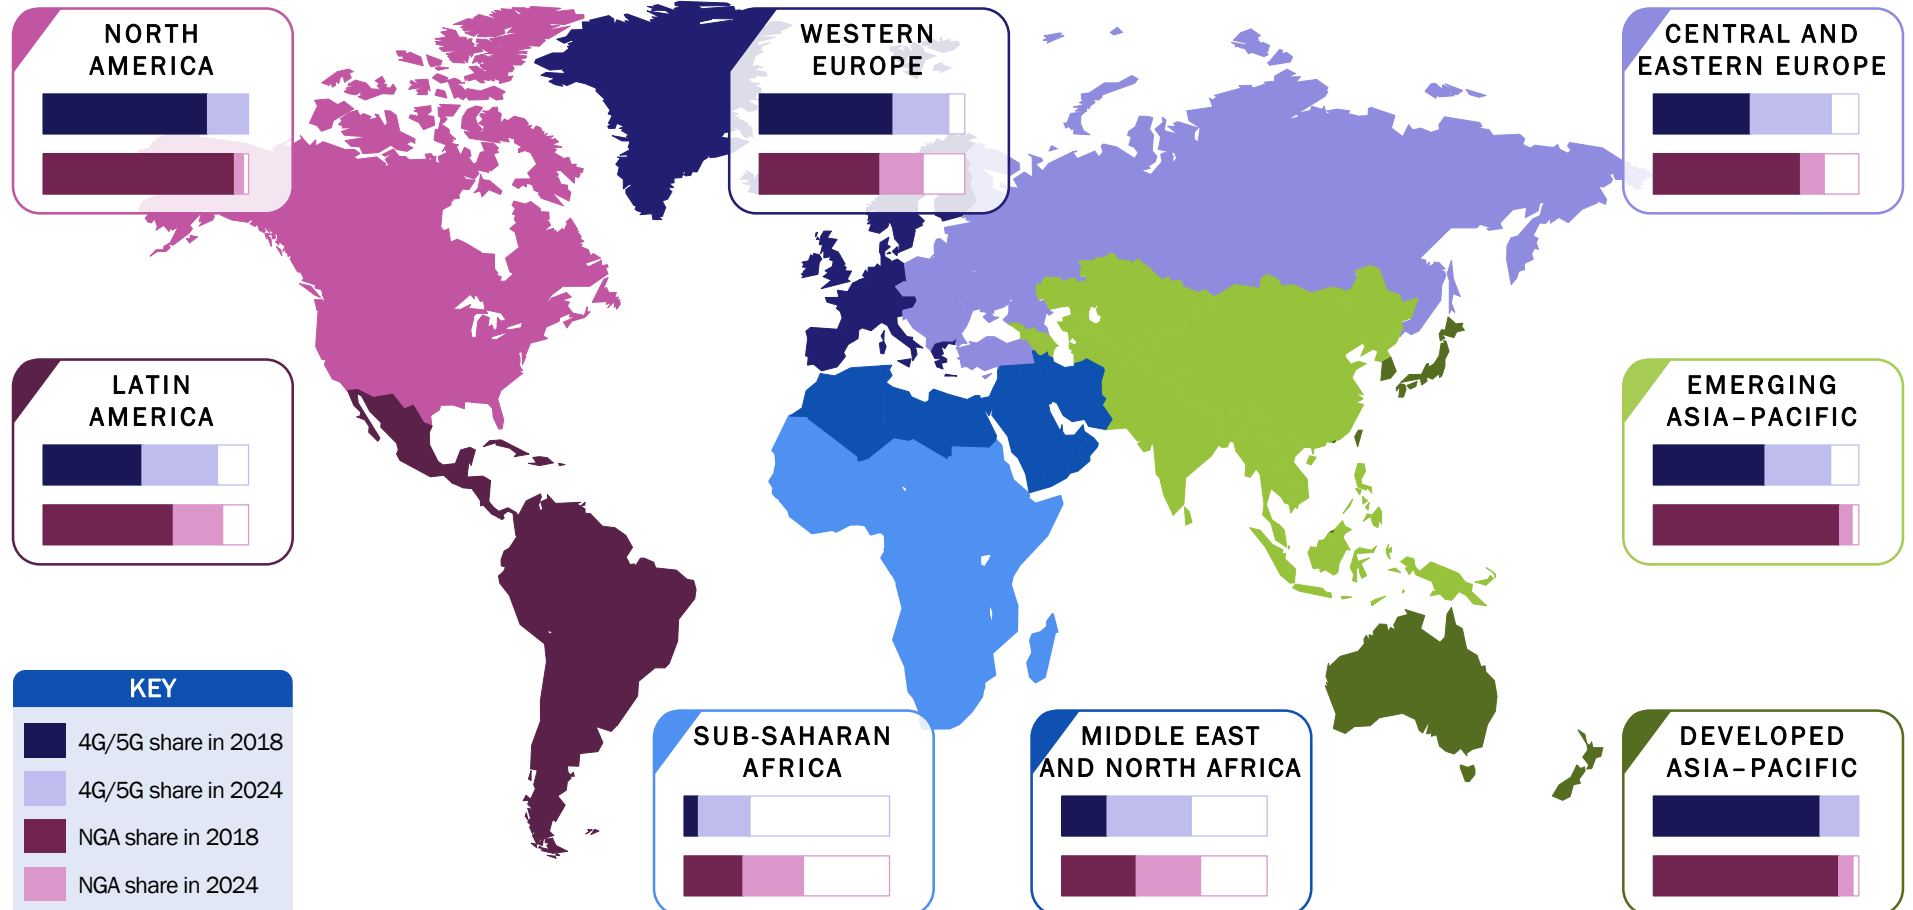 NORTH
AMERICA
WESTERN
EUROPE
CENTRAL AND
EASTERN EUROPE
LATIN
AMERICA
EMERGING
ASIA–PACIFIC
KEY
4G/5G share in 2018
4G/5G share in 2024
NGA share in 2018
NGA share in 2024
SUB-SAHARAN
AFRICA
MIDDLE EAST
AND NORTH AFRICA
DEVELOPED
ASIA–PACIFIC